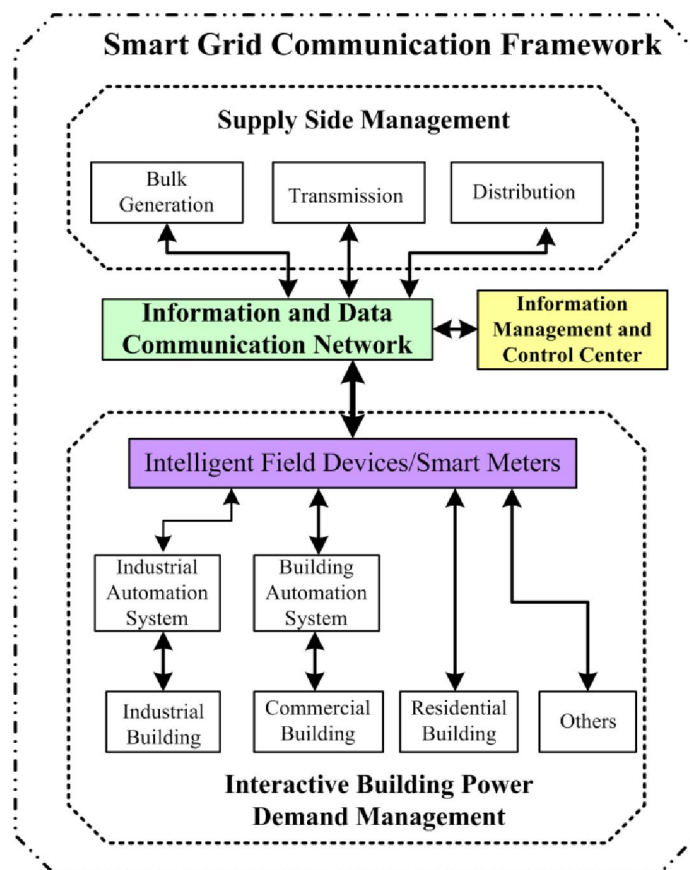 Smart Grid Communication Framework
Supply Side Management
Bulk
Generation
Transmission
Distribution
Information and Data
Communication Network
Information
Management and
Control Center
Intelligent Field Devices/Smart Meters
Industrial
Automation
System
Building
Automation
System
Industrial
Building
Commercial
Building
Residential
Building
Others
Interactive Building Power
Demand Management